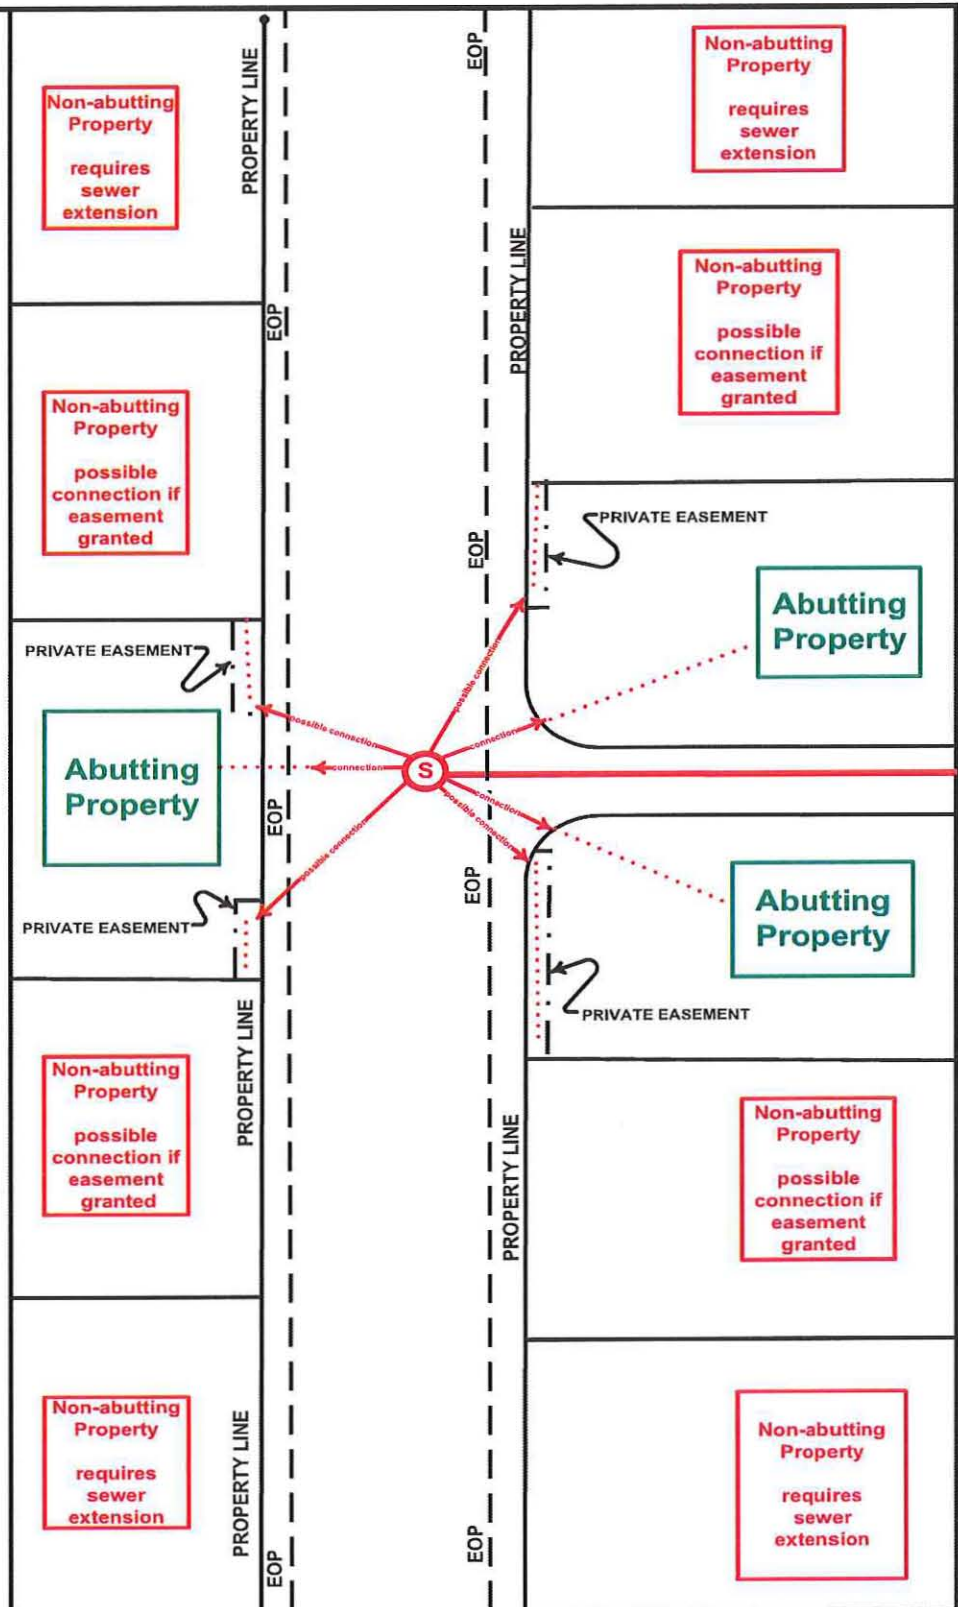 Non-abutting
Property
requires
sewer
extension
PROPERTY LINE
EOP
EOP
Non-abutting
Property
requires
sewer
extension
PROPERTY LINE
Non-abutting
Property
possible
connection if
easement
granted
Non-abutting
Property
possible
connection if
easement
granted
EOP
PRIVATE EASEMENT
Abutting
Property
PRIVATE EASEMENT
possible connection
connection
possible connection
connection
S
connection
possible connection
possible connection
Abutting
Property
EOP
EOP
PRIVATE EASEMENT
Abutting
Property
PRIVATE EASEMENT
PROPERTY LINE
Non-abutting
Property
possible
connection if
easement
granted
PROPERTY LINE
Non-abutting
Property
possible
connection if
easement
granted
Non-abutting
Property
requires
sewer
extension
PROPERTY LINE
EOP
EOP
Non-abutting
Property
requires
sewer
extension